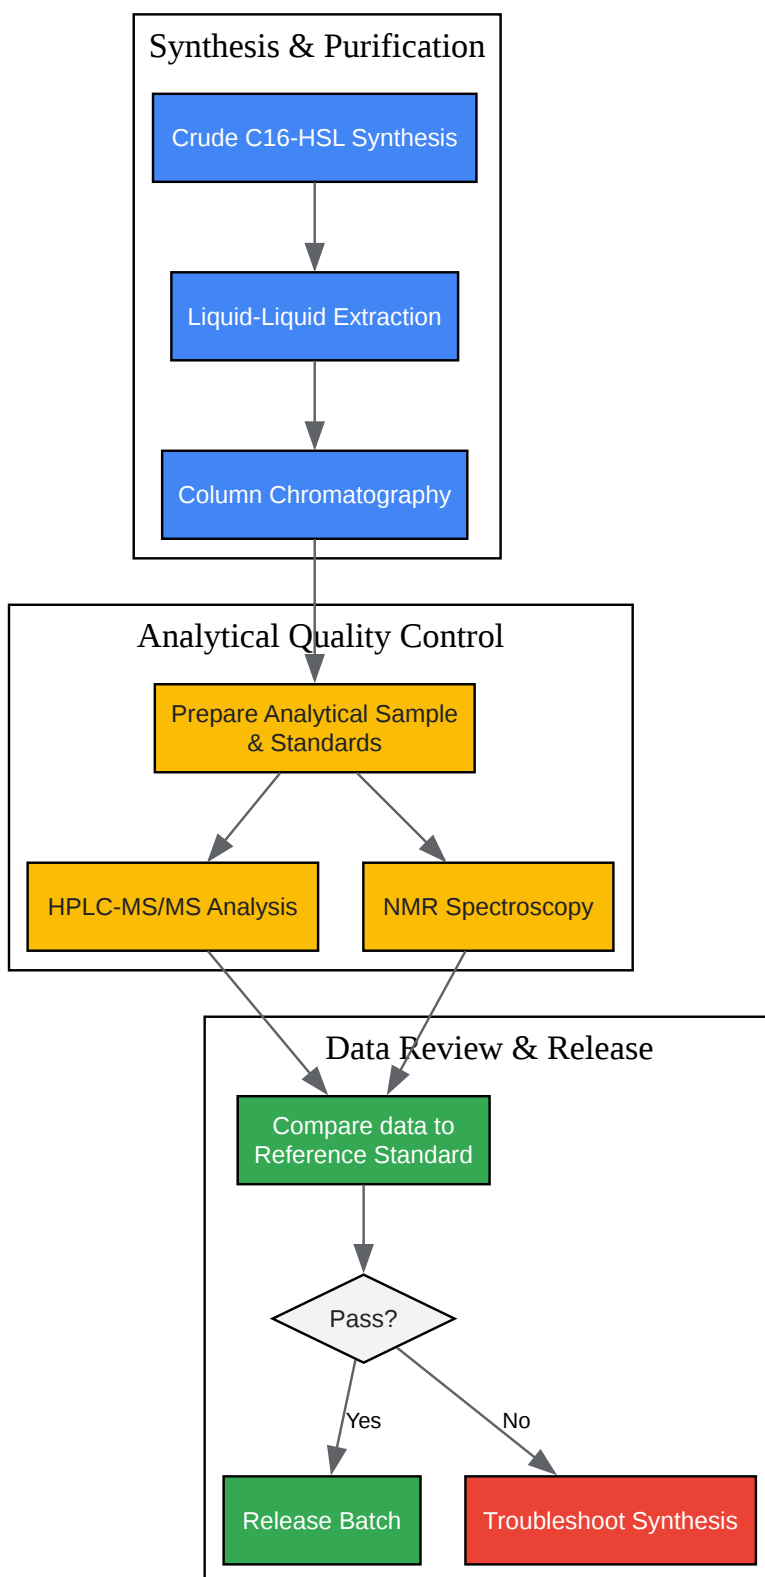 Synthesis & Purification
Crude C16-HSL Synthesis
Liquid-Liquid Extraction
Column Chromatography
Analytical Quality Control
Prepare Analytical Sample
& Standards
HPLC-MS/MS Analysis
NMR Spectroscopy
Data Review & Release
Compare data to
Reference Standard
Pass?
Yes
No
Release Batch
Troubleshoot Synthesis